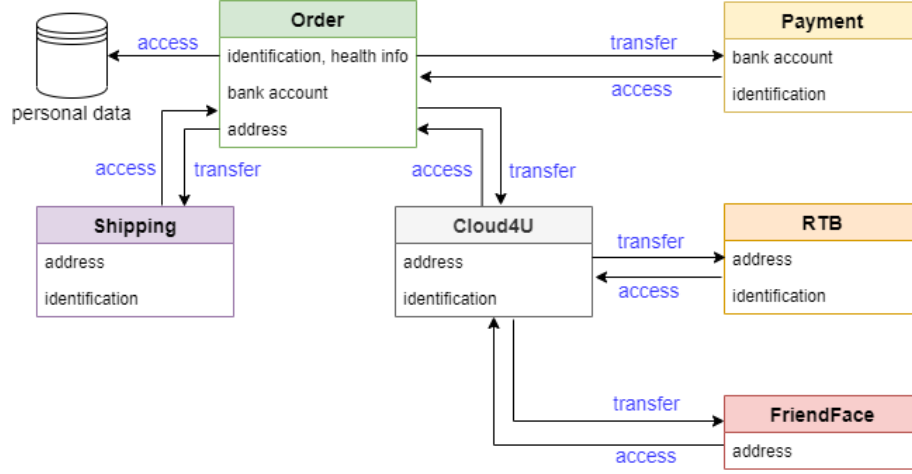 Order
Payment
access
identification, health info
transfer
bank account
access
personal data
bank account
identification
address
access
transfer
access
transfer
Shipping
Cloud4U
RTB
address
address
transfer
address
identification
identification
access
identification
transfer
FriendFace
access
address